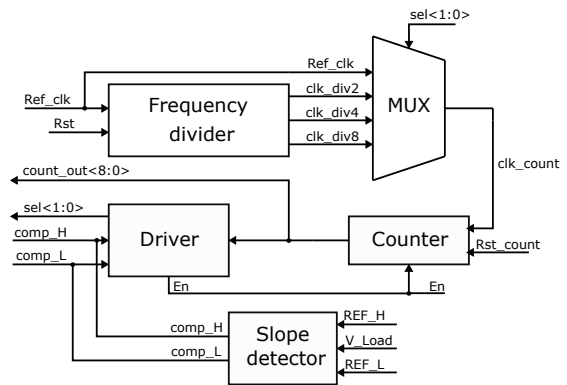 sel<1:0>
Ref_clk
clk_div2
Ref_clk
Frequency
divider
clk_div4
MUX
Rst
clk_div8
clk_count
count_out<8:0>
sel<1:0>
comp_H
Driver
Counter
Rst_count
comp_L
En
En
REF_H
comp_H
Slope
detector
V_Load
comp_L
REF_L